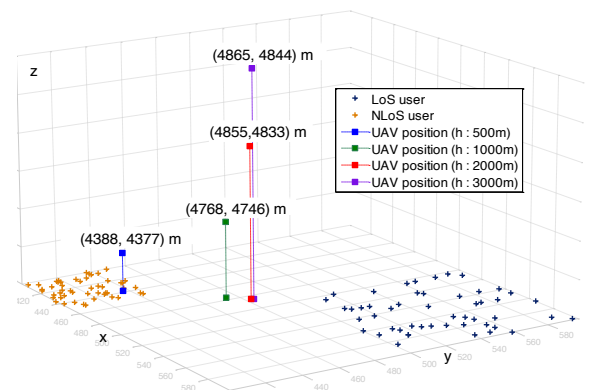 z
(4865, 4844) m
LoS user
NLoS user
UAV position (h : 500m)
UAV position (h : 1000m)
UAV position (h : 2000m)
UAV position (h : 3000m)
(4855,4833) m
(4768, 4746) m
(4388, 4377) m
420
440
460
480
500
520
540
560
580
x
440
460
480
500
520
540
560
580
y